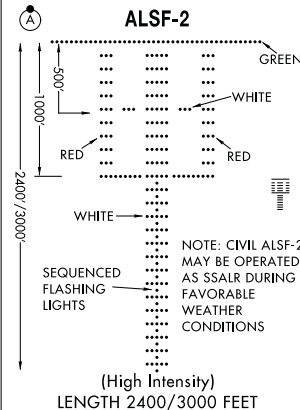 A
ALSF-2
GREEN
500'
1000'
WHITE
RED
RED
2400'/3000'
WHITE
SEQUENCED
FLASHING
LIGHTS
NOTE: CIVIL ALSF-2
MAY BE OPERATED
AS SSALR DURING
FAVORABLE
WEATHER
CONDITIONS
(High Intensity)
LENGTH 2400/3000 FEET